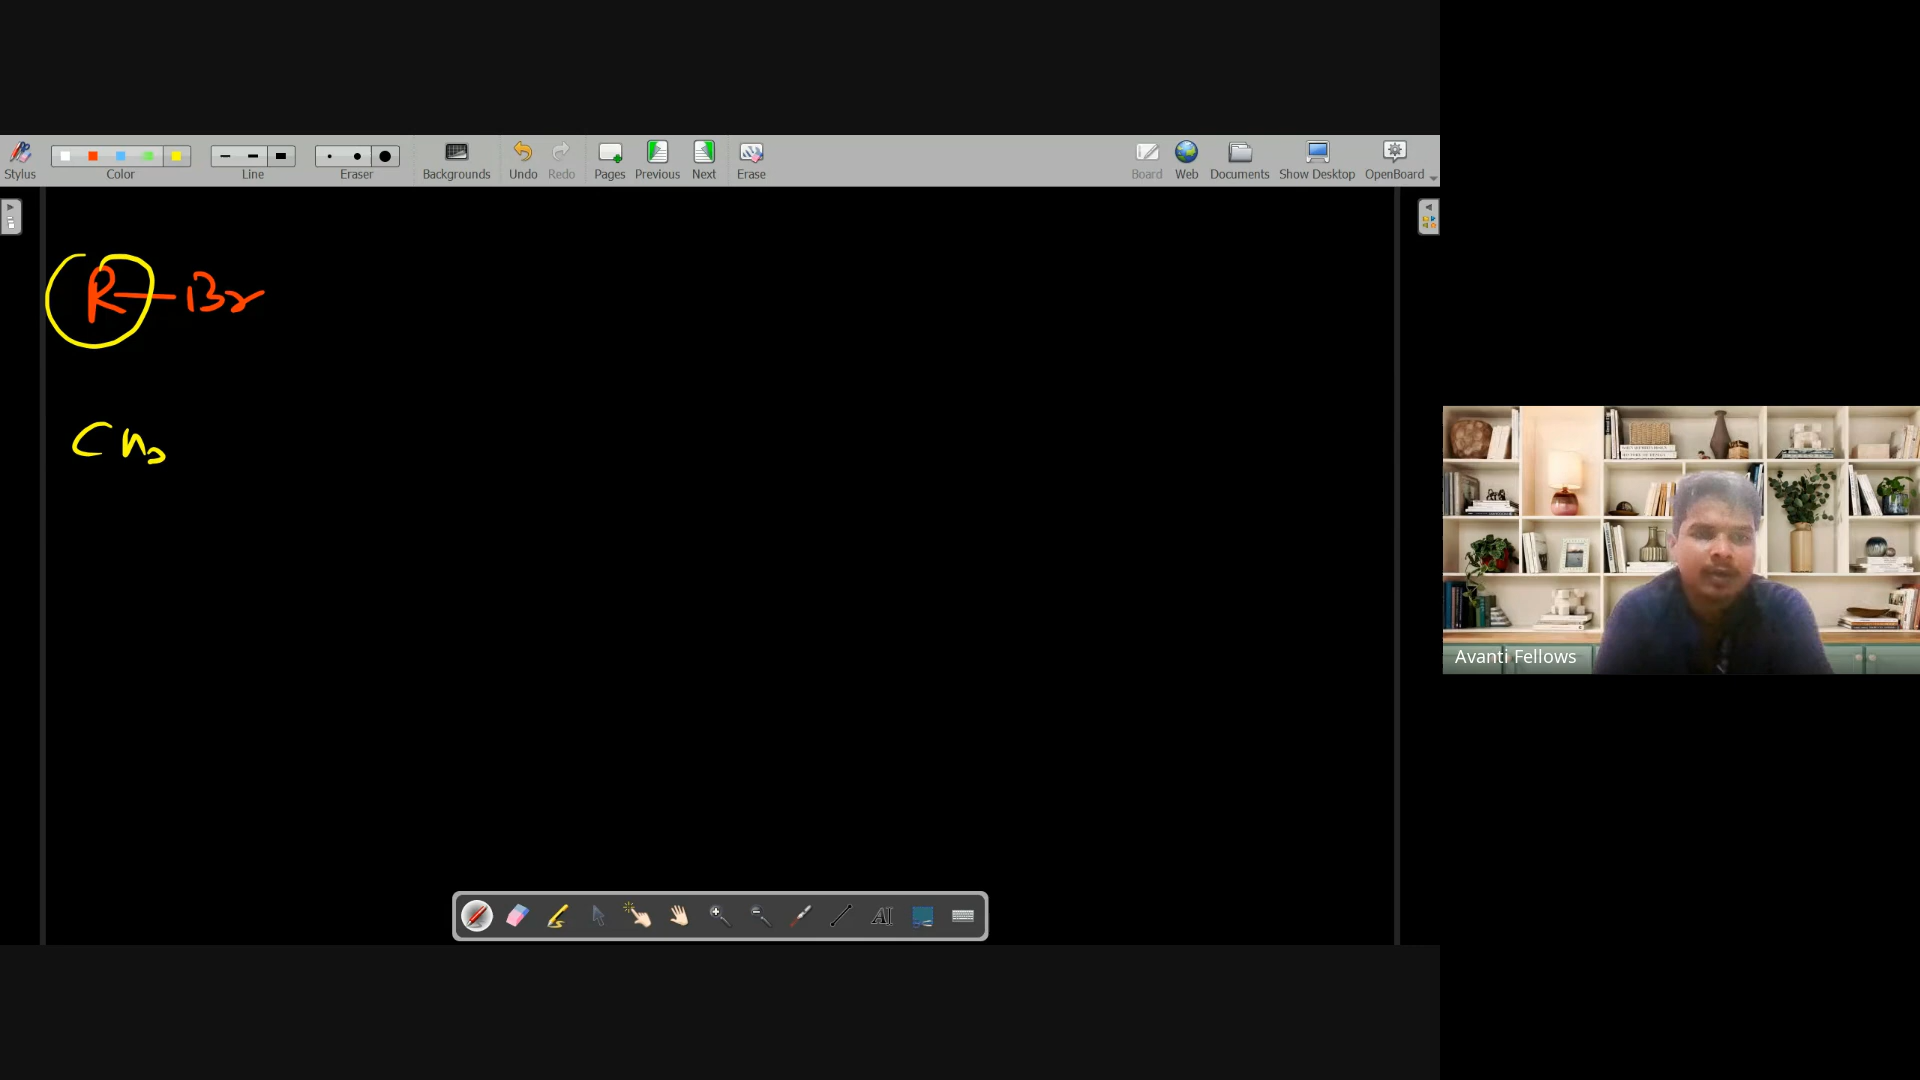 Stylus Color Line Eraser Backgrounds Undo Redo Pages Previous Next Erase Board Web Documents Show Desktop OpenBoard
R-Br
CH3
Avanti Fellows